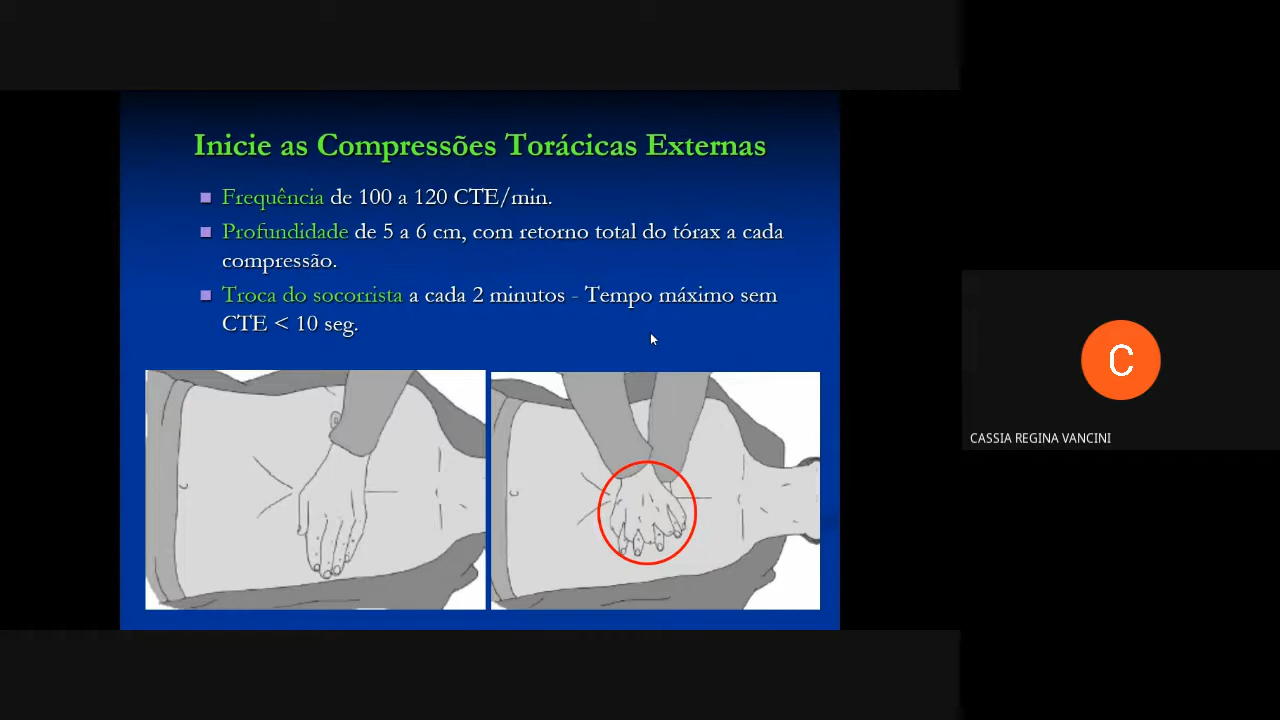 Inicie as Compressões Torácicas Externas
Frequência de 100 a 120 CTE/min.
Profundidade de 5 a 6 cm, com retorno total do tórax a cada
compressão.
Troca do socorrista a cada 2 minutos - Tempo máximo sem
CTE < 10 seg.
C
CASSIA REGINA VANCINI